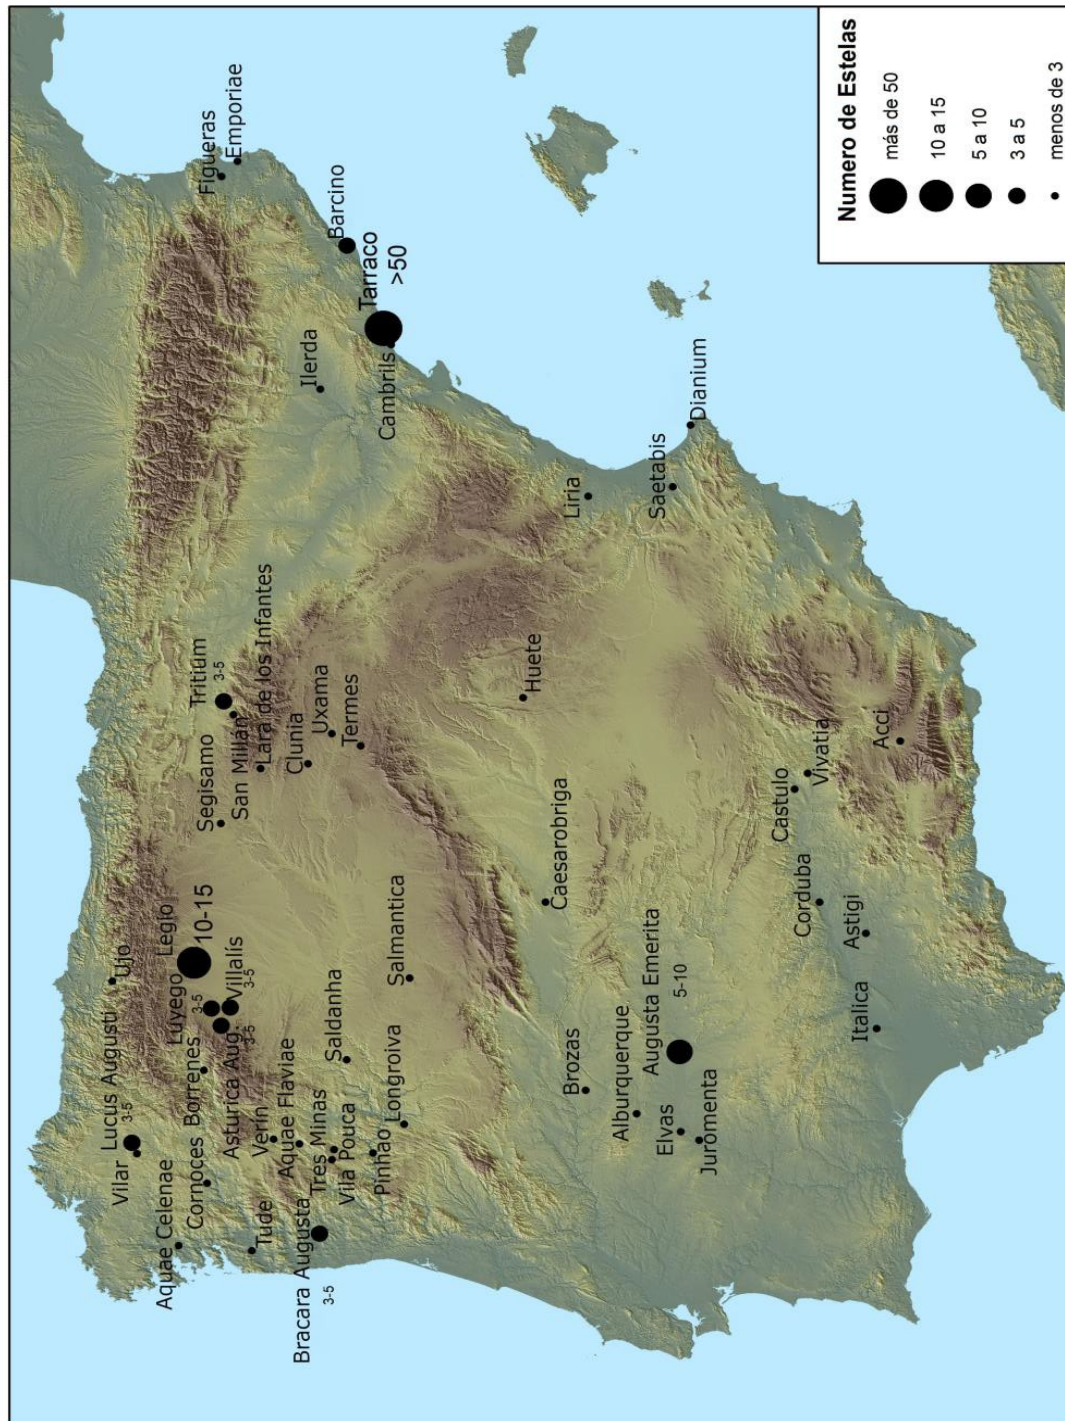 Numero de Estelas
más de 50
10 a 15
5 a 10
3 a 5
menos de 3
Figueras
Emporiae
Barcino
Tarraco
>50
Cambrils
Ilerda
Dianium
Saetabis
Liria
Tritium
3-5
San Millán
Lara de los Infantes
Segisamo
Clunia
Uxama
Termes
Huete
Ujo
Legio
10-15
Luyego
3-5
Villalís
3-5
Asturica Aug.
3-5
Borrenes
Lucus Augusti
3-5
Vilar
Aquae Celenae
Cornoces
Tude
Verín
Aquae Flaviae
Tres Minas
Vila Pouca
Pinhao
Longroiva
Saldanha
Salmantica
Bracara Augusta
3-5
Caesarobriga
Brozas
Alburquerque
Augusta Emerita
5-10
Elvas
Juromenta
Castulo
Vivatia
Acci
Corduba
Astigi
Italica